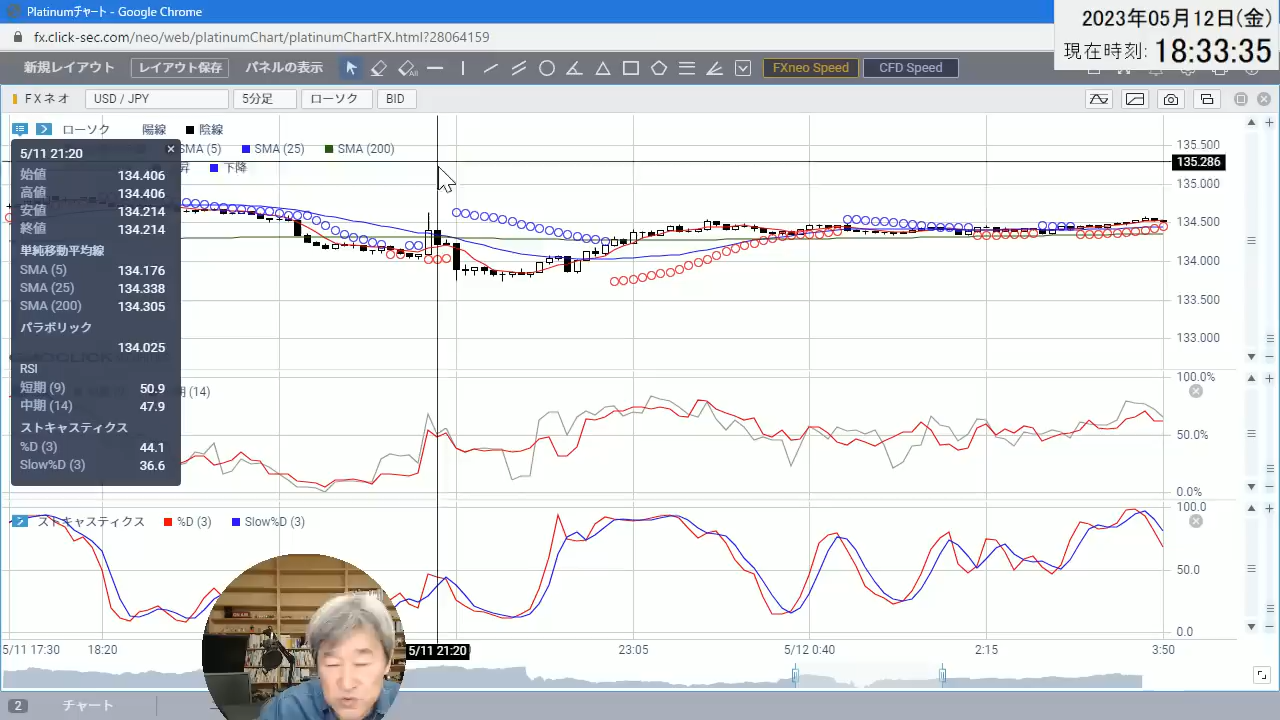 Platinumチャート - Google Chrome
fx.click-sec.com/neo/web/platinumChart/platinumChartFX.html?28064159
2023年05月12日(金)
現在時刻: 18:33:35
新規レイアウト
レイアウト保存
パネルの表示
FXneo Speed
CFD Speed
FXネオ
USD / JPY
5分足
ローソク
BID
ローソク
陽線
陰線
SMA (5)
SMA (25)
SMA (200)
昇
下降
5/11 21:20
始値 134.406
高値 134.406
安値 134.214
終値 134.214
単純移動平均線
SMA (5) 134.176
SMA (25) 134.338
SMA (200) 134.305
パラボリック
134.025
RSI
短期 (9) 50.9
中期 (14) 47.9
ストキャスティクス
%D (3) 44.1
Slow%D (3) 36.6
135.500
135.286
135.000
134.500
134.000
133.500
133.000
期 (14)
100.0%
50.0%
0.0%
ストキャスティクス
%D (3)
Slow%D (3)
100.0
50.0
0.0
5/11 17:30
18:20
5/11 21:20
23:05
5/12 0:40
2:15
3:50
2
チャート